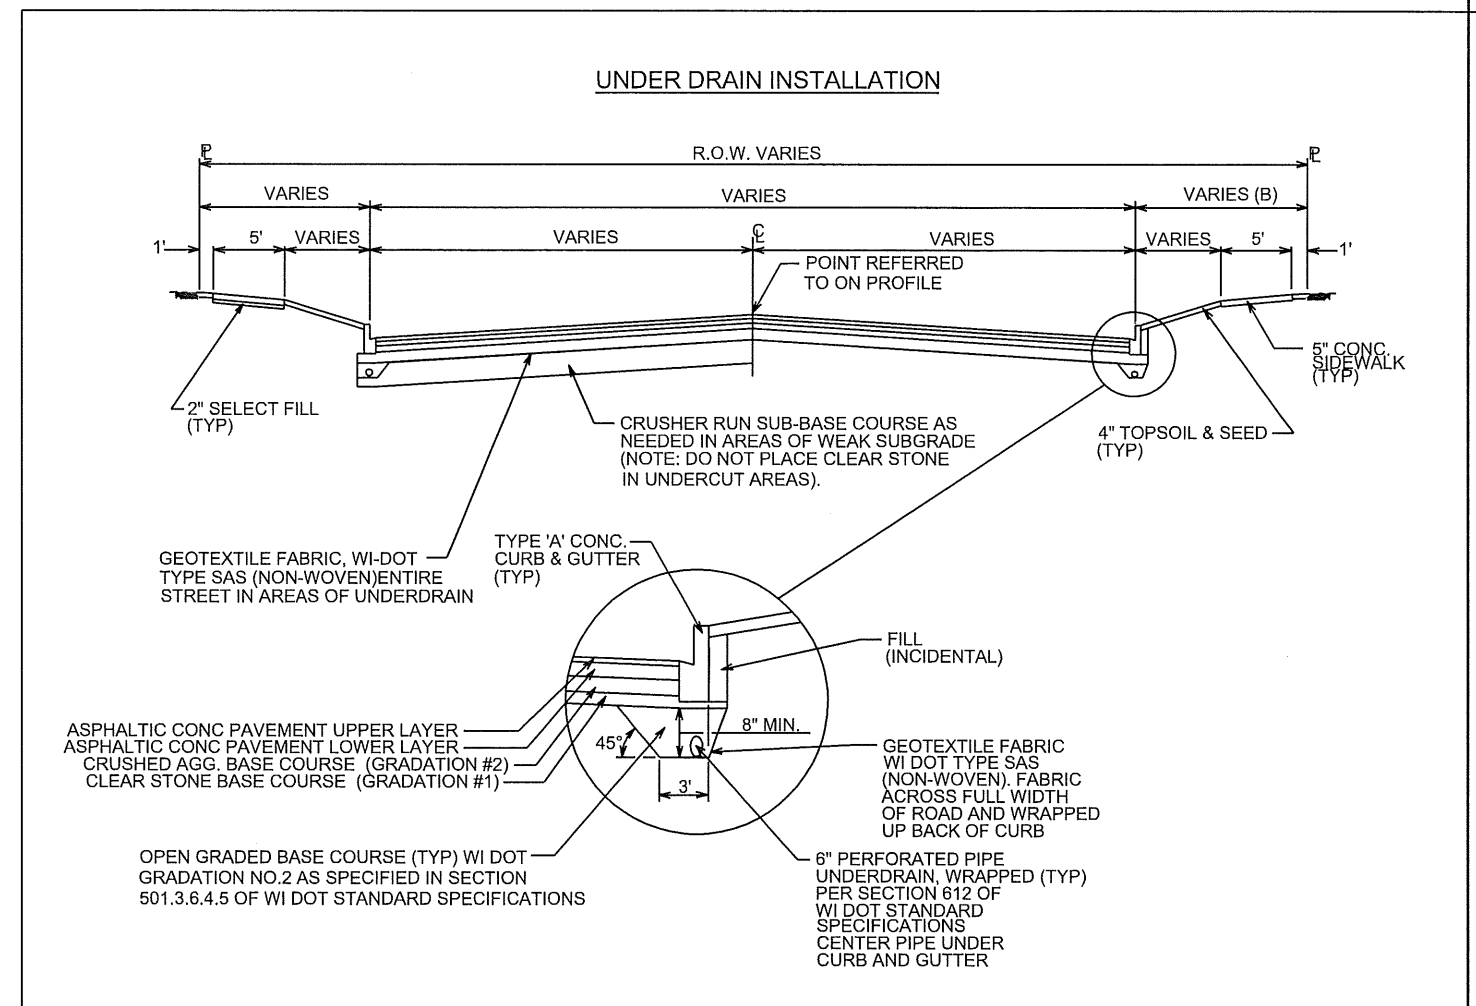 UNDER DRAIN INSTALLATION
PL
PL
R.O.W. VARIES
VARIES
VARIES
VARIES (B)
1'
5'
VARIES
VARIES
CL
VARIES
VARIES
5'
1'
POINT REFERRED
TO ON PROFILE
5" CONC.
SIDEWALK
(TYP)
2" SELECT FILL
(TYP)
CRUSHER RUN SUB-BASE COURSE AS
NEEDED IN AREAS OF WEAK SUBGRADE
(NOTE: DO NOT PLACE CLEAR STONE
IN UNDERCUT AREAS).
4" TOPSOIL & SEED
(TYP)
GEOTEXTILE FABRIC, WI-DOT
TYPE SAS (NON-WOVEN)ENTIRE
STREET IN AREAS OF UNDERDRAIN
TYPE 'A' CONC.
CURB & GUTTER
(TYP)
FILL
(INCIDENTAL)
ASPHALTIC CONC PAVEMENT UPPER LAYER
ASPHALTIC CONC PAVEMENT LOWER LAYER
CRUSHED AGG. BASE COURSE (GRADATION #2)
CLEAR STONE BASE COURSE (GRADATION #1)
45°
8" MIN.
3'
GEOTEXTILE FABRIC
WI DOT TYPE SAS
(NON-WOVEN). FABRIC
ACROSS FULL WIDTH
OF ROAD AND WRAPPED
UP BACK OF CURB
OPEN GRADED BASE COURSE (TYP) WI DOT
GRADATION NO.2 AS SPECIFIED IN SECTION
501.3.6.4.5 OF WI DOT STANDARD SPECIFICATIONS
6" PERFORATED PIPE
UNDERDRAIN, WRAPPED (TYP)
PER SECTION 612 OF
WI DOT STANDARD
SPECIFICATIONS
CENTER PIPE UNDER
CURB AND GUTTER